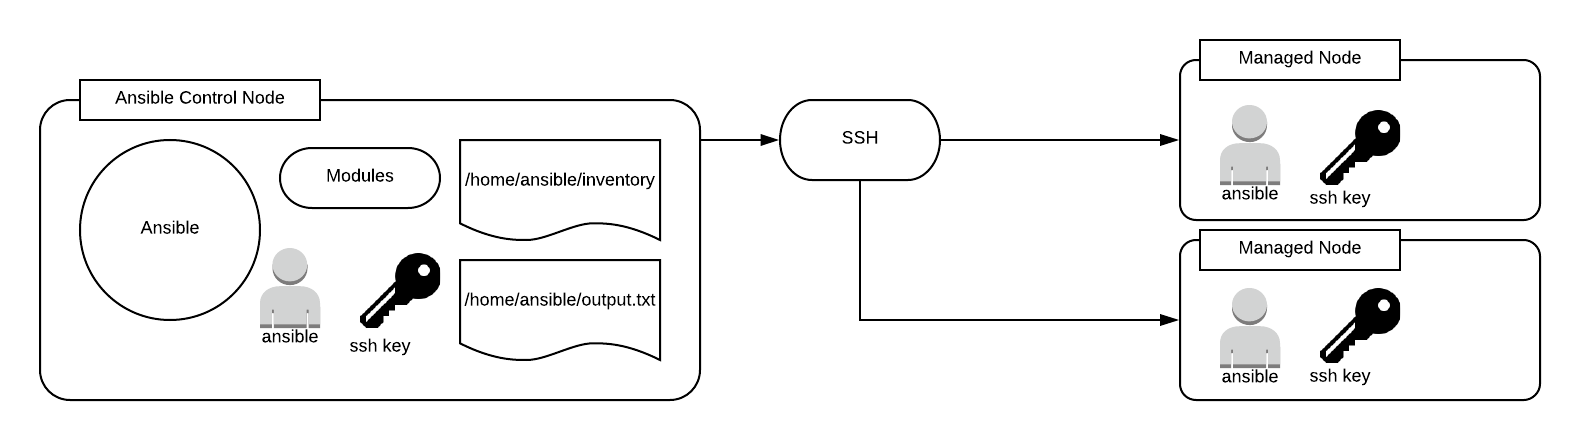 Ansible Control Node
Ansible
Modules
/home/ansible/inventory
ansible
ssh key
/home/ansible/output.txt
SSH
Managed Node
ansible
ssh key
Managed Node
ansible
ssh key